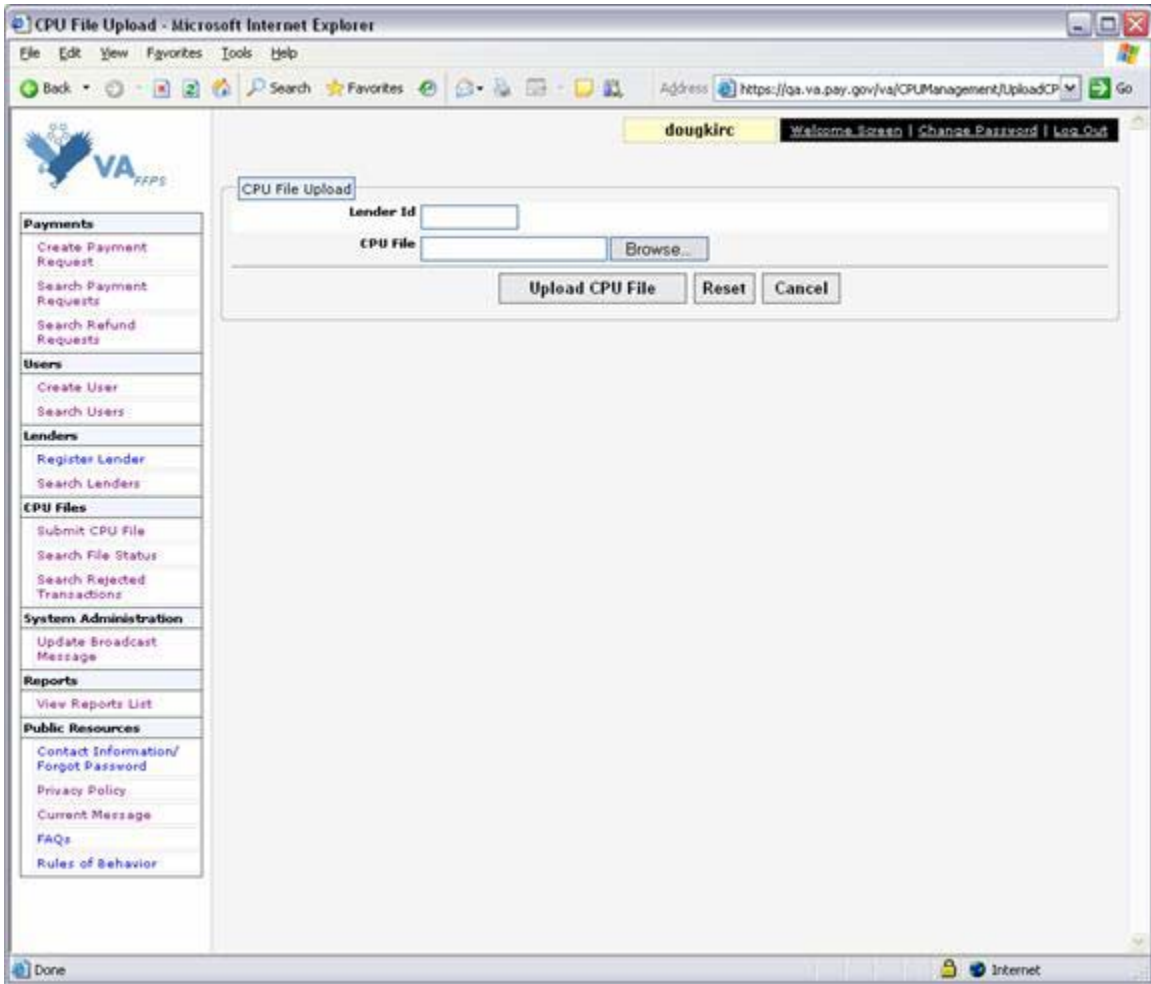 CPU File Upload - Microsoft Internet Explorer
File Edit View Favorites Tools Help
Back Search Favorites Address https://qa.va.pay.gov/va/CPUManagement/UploadCP Go
dougkirc Welcome Screen | Change Password | Log Out
VA FFPS
CPU File Upload
Lender Id
CPU File Browse...
Upload CPU File Reset Cancel
Payments
Create Payment
Request
Search Payment
Requests
Search Refund
Requests
Users
Create User
Search Users
Lenders
Register Lender
Search Lenders
CPU Files
Submit CPU File
Search File Status
Search Rejected
Transactions
System Administration
Update Broadcast
Message
Reports
View Reports List
Public Resources
Contact Information/
Forgot Password
Privacy Policy
Current Message
FAQs
Rules of Behavior
Done Internet